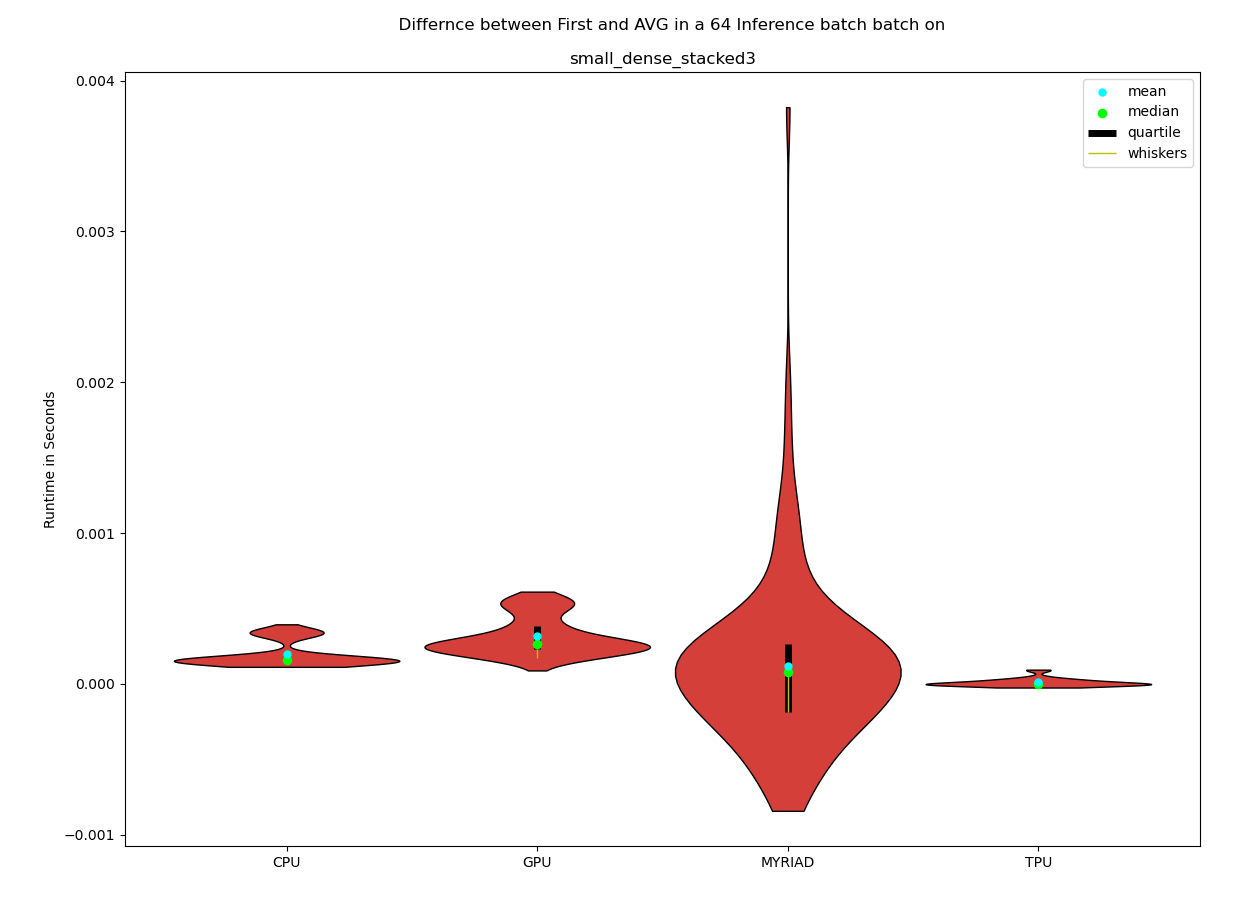 Differnce between First and AVG in a 64 Inference batch batch on
small_dense_stacked3
0.004
0.003
0.002
0.001
0.000
−0.001
Runtime in Seconds
mean
median
quartile
whiskers
CPU
GPU
MYRIAD
TPU